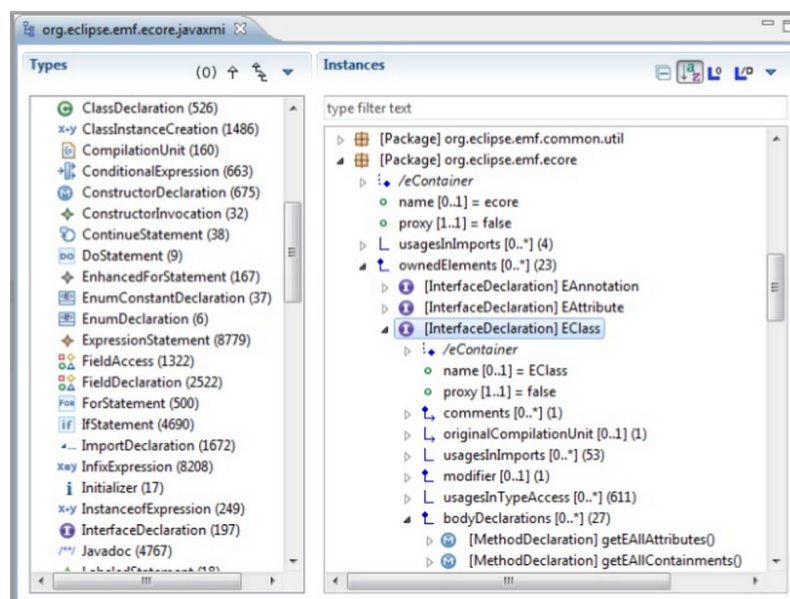 org.eclipse.emf.ecore.javaxmi
Types
(0)
ClassDeclaration (526)
ClassInstanceCreation (1486)
CompilationUnit (160)
ConditionalExpression (663)
ConstructorDeclaration (675)
ConstructorInvocation (32)
ContinueStatement (38)
DoStatement (9)
EnhancedForStatement (167)
EnumConstantDeclaration (37)
EnumDeclaration (6)
ExpressionStatement (8779)
FieldAccess (1322)
FieldDeclaration (2522)
ForStatement (500)
IfStatement (4690)
ImportDeclaration (1672)
InfixExpression (8208)
Initializer (17)
InstanceofExpression (249)
InterfaceDeclaration (197)
Javadoc (4767)
LabeledStatement (18)
Instances
type filter text
[Package] org.eclipse.emf.common.util
[Package] org.eclipse.emf.ecore
/eContainer
name [0..1] = ecore
proxy [1..1] = false
usagesInImports [0..*] (4)
ownedElements [0..*] (23)
[InterfaceDeclaration] EAnnotation
[InterfaceDeclaration] EAttribute
[InterfaceDeclaration] EClass
/eContainer
name [0..1] = EClass
proxy [1..1] = false
comments [0..*] (1)
originalCompilationUnit [0..1] (1)
usagesInImports [0..*] (53)
modifier [0..1] (1)
usagesInTypeAccess [0..*] (611)
bodyDeclarations [0..*] (27)
[MethodDeclaration] getEAllAttributes()
[MethodDeclaration] getEAllContainments()